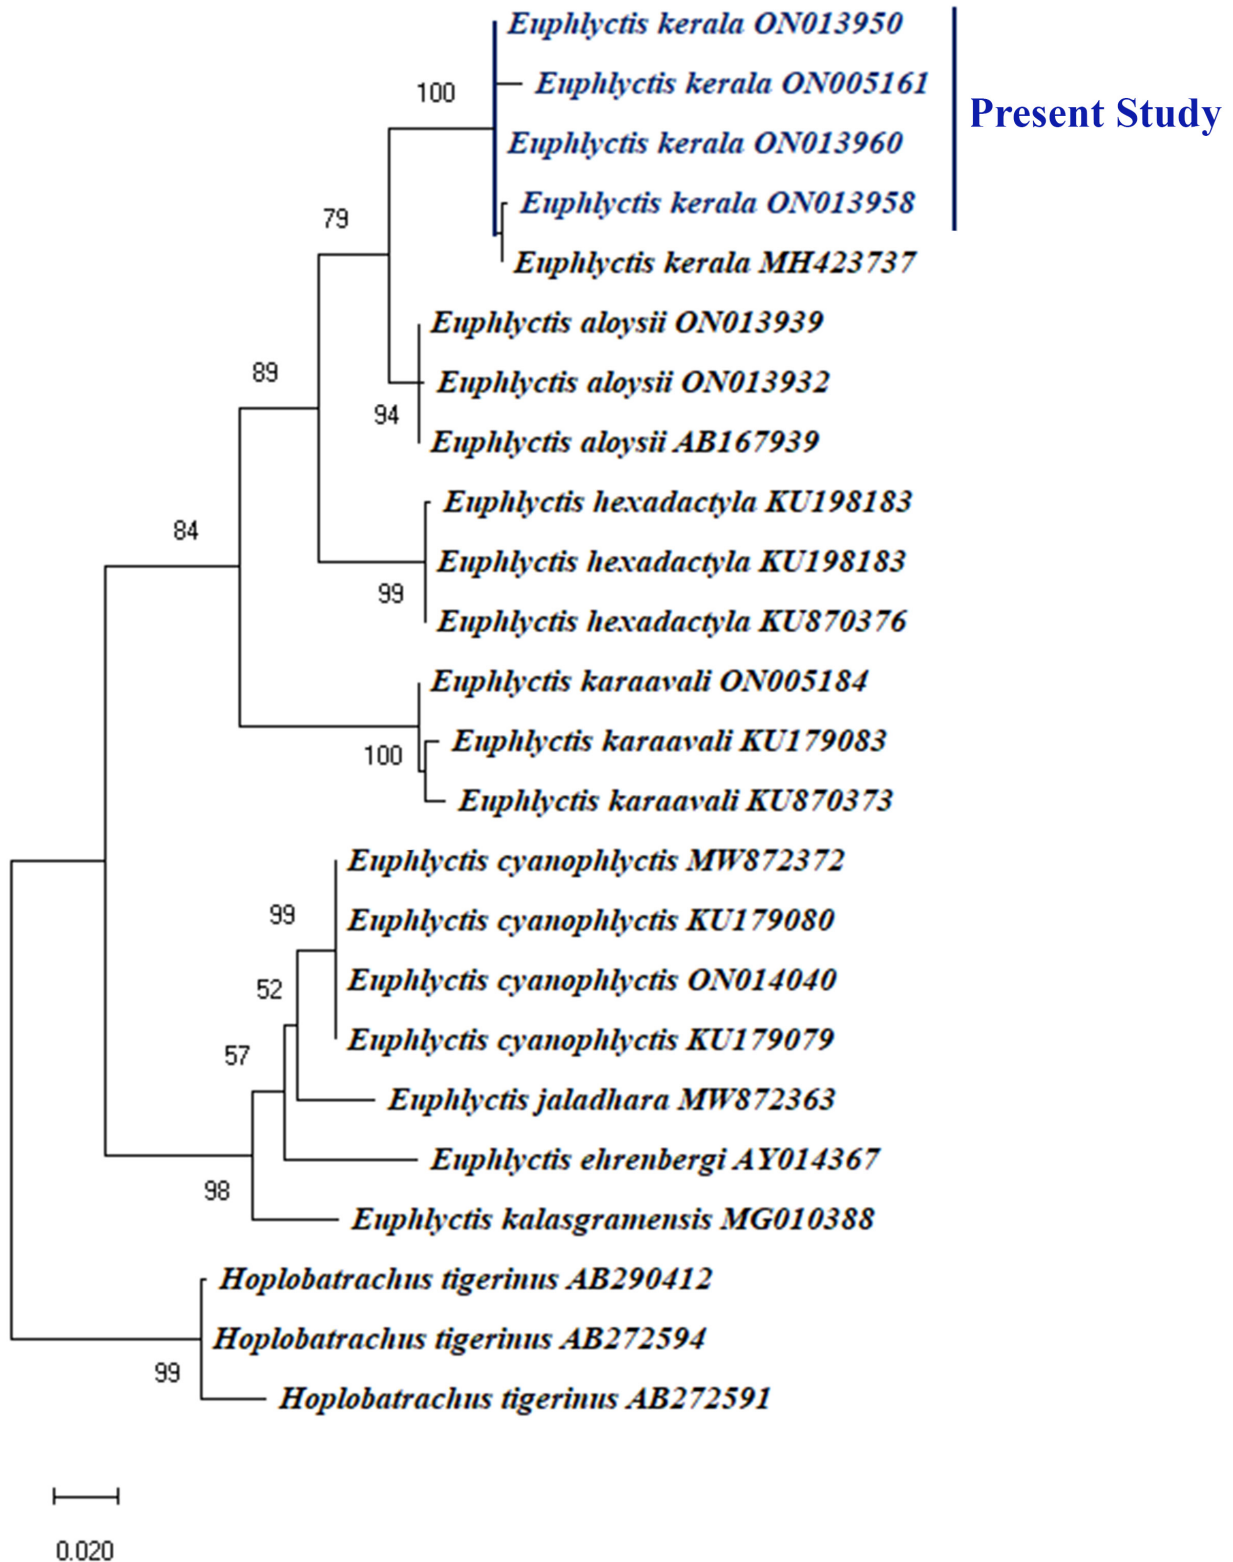 Euphlyctis kerala ON013950
Euphlyctis kerala ON005161
100
Present Study
Euphlyctis kerala ON013960
Euphlyctis kerala ON013958
79
Euphlyctis kerala MH423737
Euphlyctis aloysii ON013939
89
Euphlyctis aloysii ON013932
94
Euphlyctis aloysii AB167939
Euphlyctis hexadactyla KU198183
84
Euphlyctis hexadactyla KU198183
99
Euphlyctis hexadactyla KU870376
Euphlyctis karaavali ON005184
Euphlyctis karaavali KU179083
100
Euphlyctis karaavali KU870373
Euphlyctis cyanophlyctis MW872372
99
Euphlyctis cyanophlyctis KU179080
Euphlyctis cyanophlyctis ON014040
52
Euphlyctis cyanophlyctis KU179079
57
Euphlyctis jaladhara MW872363
Euphlyctis ehrenbergi AY014367
98
Euphlyctis kalasgramensis MG010388
Hoplobatrachus tigerinus AB290412
Hoplobatrachus tigerinus AB272594
99
Hoplobatrachus tigerinus AB272591
0.020